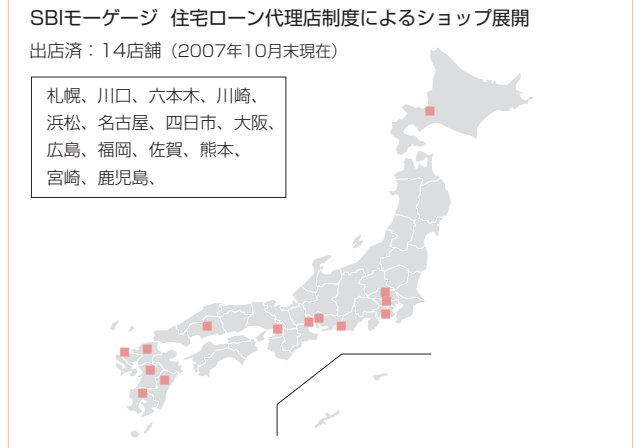 SBIモーゲージ 住宅ローン代理店制度によるショップ展開
出店済：14店舗（2007年10月末現在）
札幌、川口、六本木、川崎、
浜松、名古屋、四日市、大阪、
広島、福岡、佐賀、熊本、
宮崎、鹿児島、